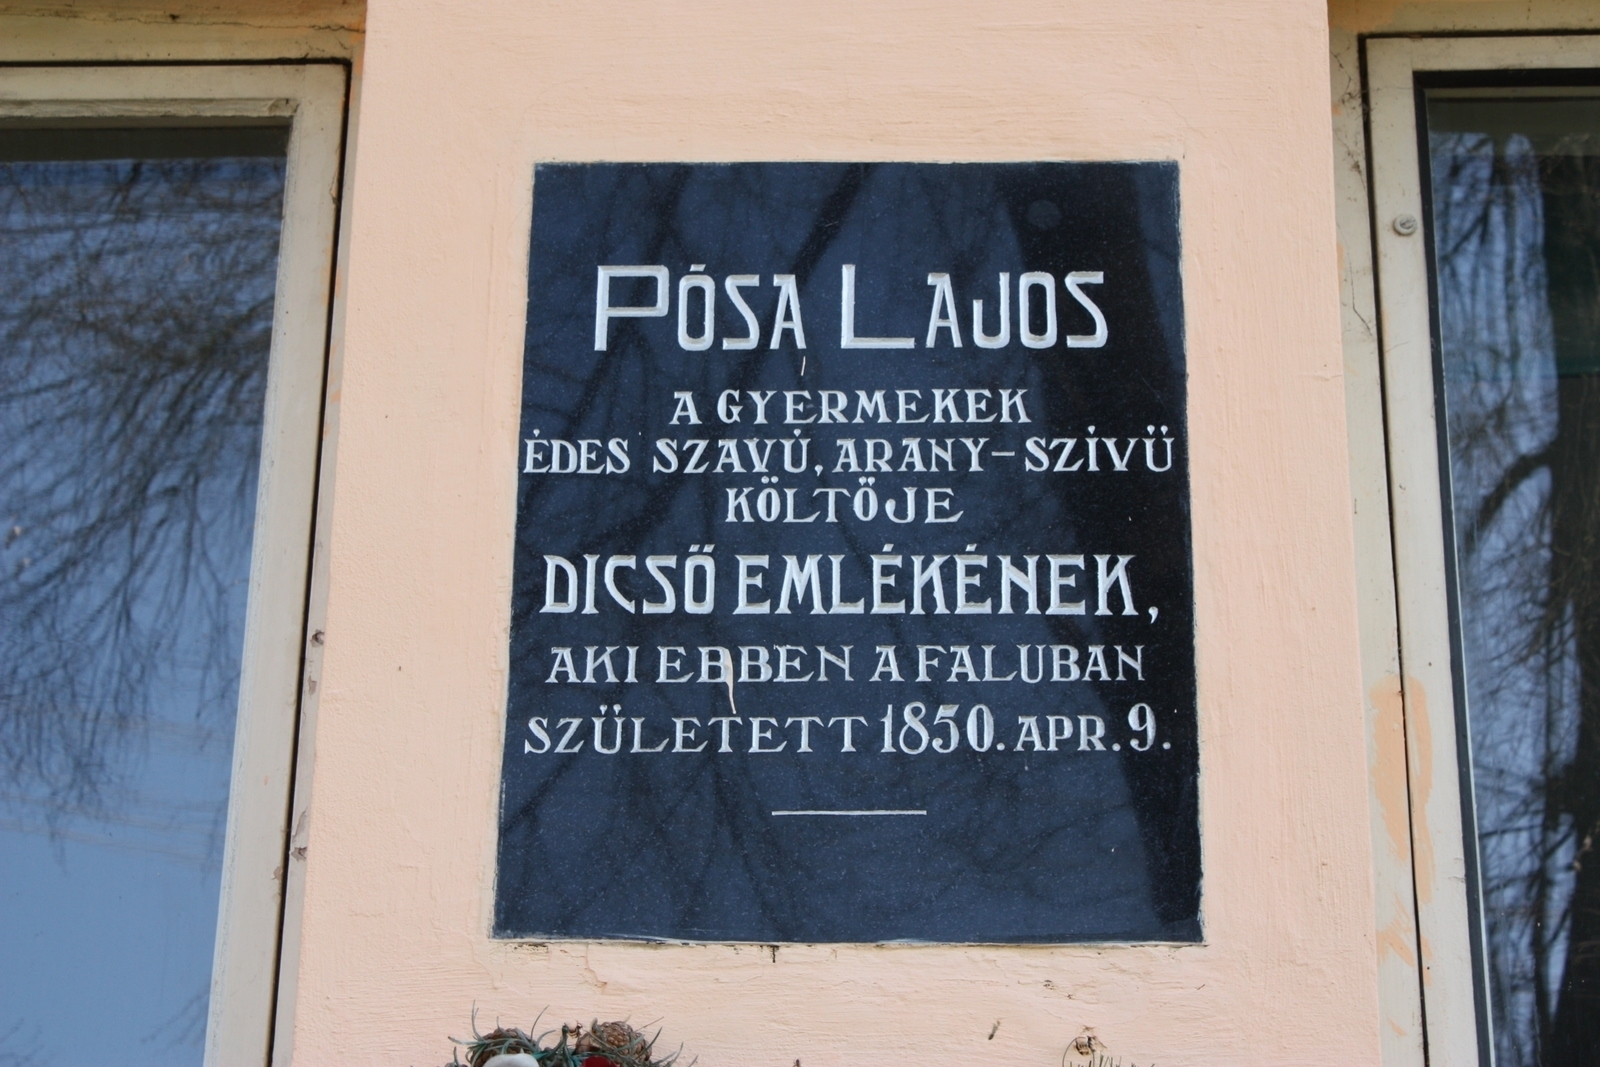 PÓSA LAJOS
A GYERMEKEK
ÉDES SZAVÚ, ARANY-SZÍVÜ
KÖLTÖJE
DICSŐ EMLÉKÉNEK,
AKI EBBEN A FALUBAN
SZÜLETETT 1850. APR. 9.